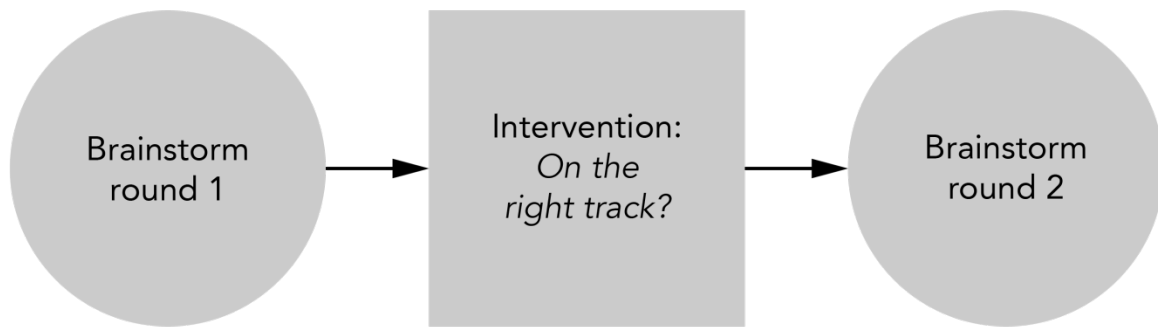 Brainstorm
round 1
Intervention:
On the
right track?
Brainstorm
round 2